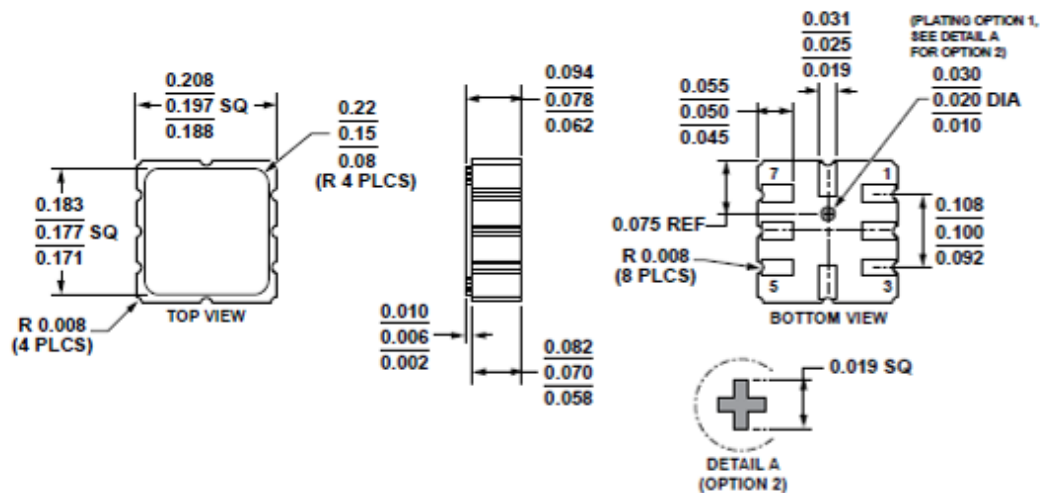 0.208
0.197 SQ
0.188
0.22
0.15
0.08
(R 4 PLCS)
0.183
0.177 SQ
0.171
R 0.008
(4 PLCS)
TOP VIEW
0.094
0.078
0.062
0.010
0.006
0.002
0.082
0.070
0.058
0.031
0.025
0.019
(PLATING OPTION 1,
SEE DETAIL A
FOR OPTION 2)
0.030
0.020 DIA
0.010
0.055
0.050
0.045
7
1
0.075 REF
0.108
0.100
0.092
R 0.008
(8 PLCS)
5
3
BOTTOM VIEW
0.019 SQ
DETAIL A
(OPTION 2)